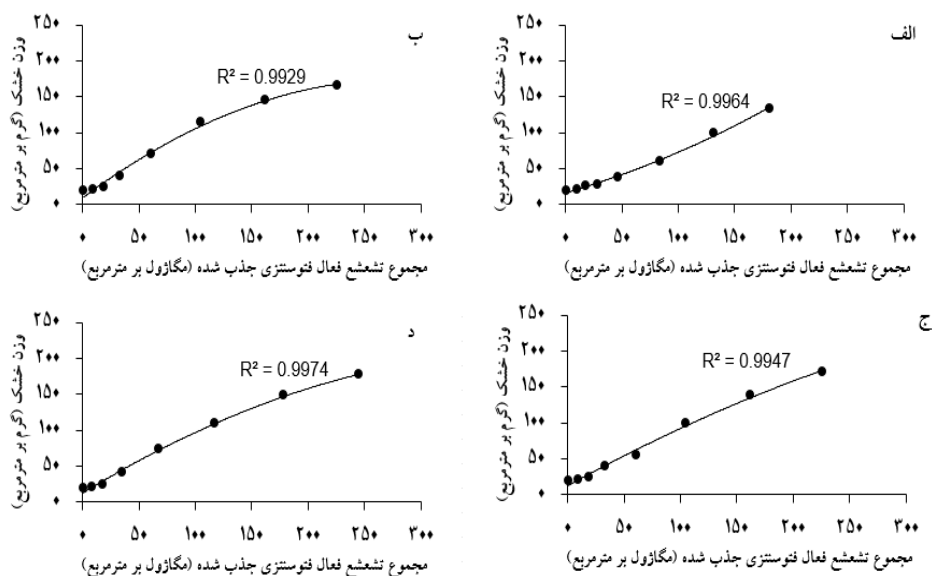 الف
وزن خشک (گرم بر مترمربع)
۲۵۰
۲۰۰
۱۵۰
۱۰۰
۵۰
۰
R² = 0.9964
۰ ۵۰ ۱۰۰ ۱۵۰ ۲۰۰ ۲۵۰ ۳۰۰
مجموع تشعشع فعال فتوسنتزی جذب شده (مگاژول بر مترمربع)
ب
وزن خشک (گرم بر مترمربع)
۲۵۰
۲۰۰
۱۵۰
۱۰۰
۵۰
۰
R² = 0.9929
۰ ۵۰ ۱۰۰ ۱۵۰ ۲۰۰ ۲۵۰ ۳۰۰
مجموع تشعشع فعال فتوسنتزی جذب شده (مگاژول بر مترمربع)
ج
وزن خشک (گرم بر مترمربع)
۲۵۰
۲۰۰
۱۵۰
۱۰۰
۵۰
۰
R² = 0.9947
۰ ۵۰ ۱۰۰ ۱۵۰ ۲۰۰ ۲۵۰ ۳۰۰
مجموع تشعشع فعال فتوسنتزی جذب شده (مگاژول بر مترمربع)
د
وزن خشک (گرم بر مترمربع)
۲۵۰
۲۰۰
۱۵۰
۱۰۰
۵۰
۰
R² = 0.9974
۰ ۵۰ ۱۰۰ ۱۵۰ ۲۰۰ ۲۵۰ ۳۰۰
مجموع تشعشع فعال فتوسنتزی جذب شده (مگاژول بر مترمربع)